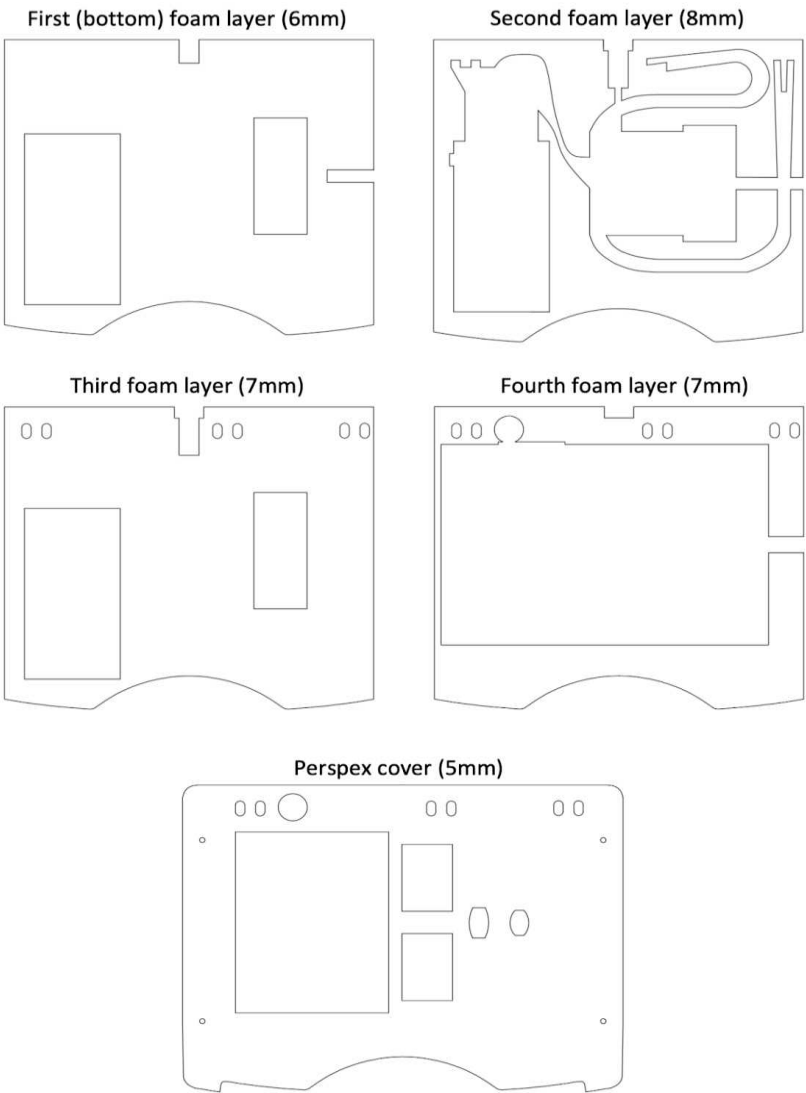 First (bottom) foam layer (6mm)
Second foam layer (8mm)
Third foam layer (7mm)
Fourth foam layer (7mm)
Perspex cover (5mm)